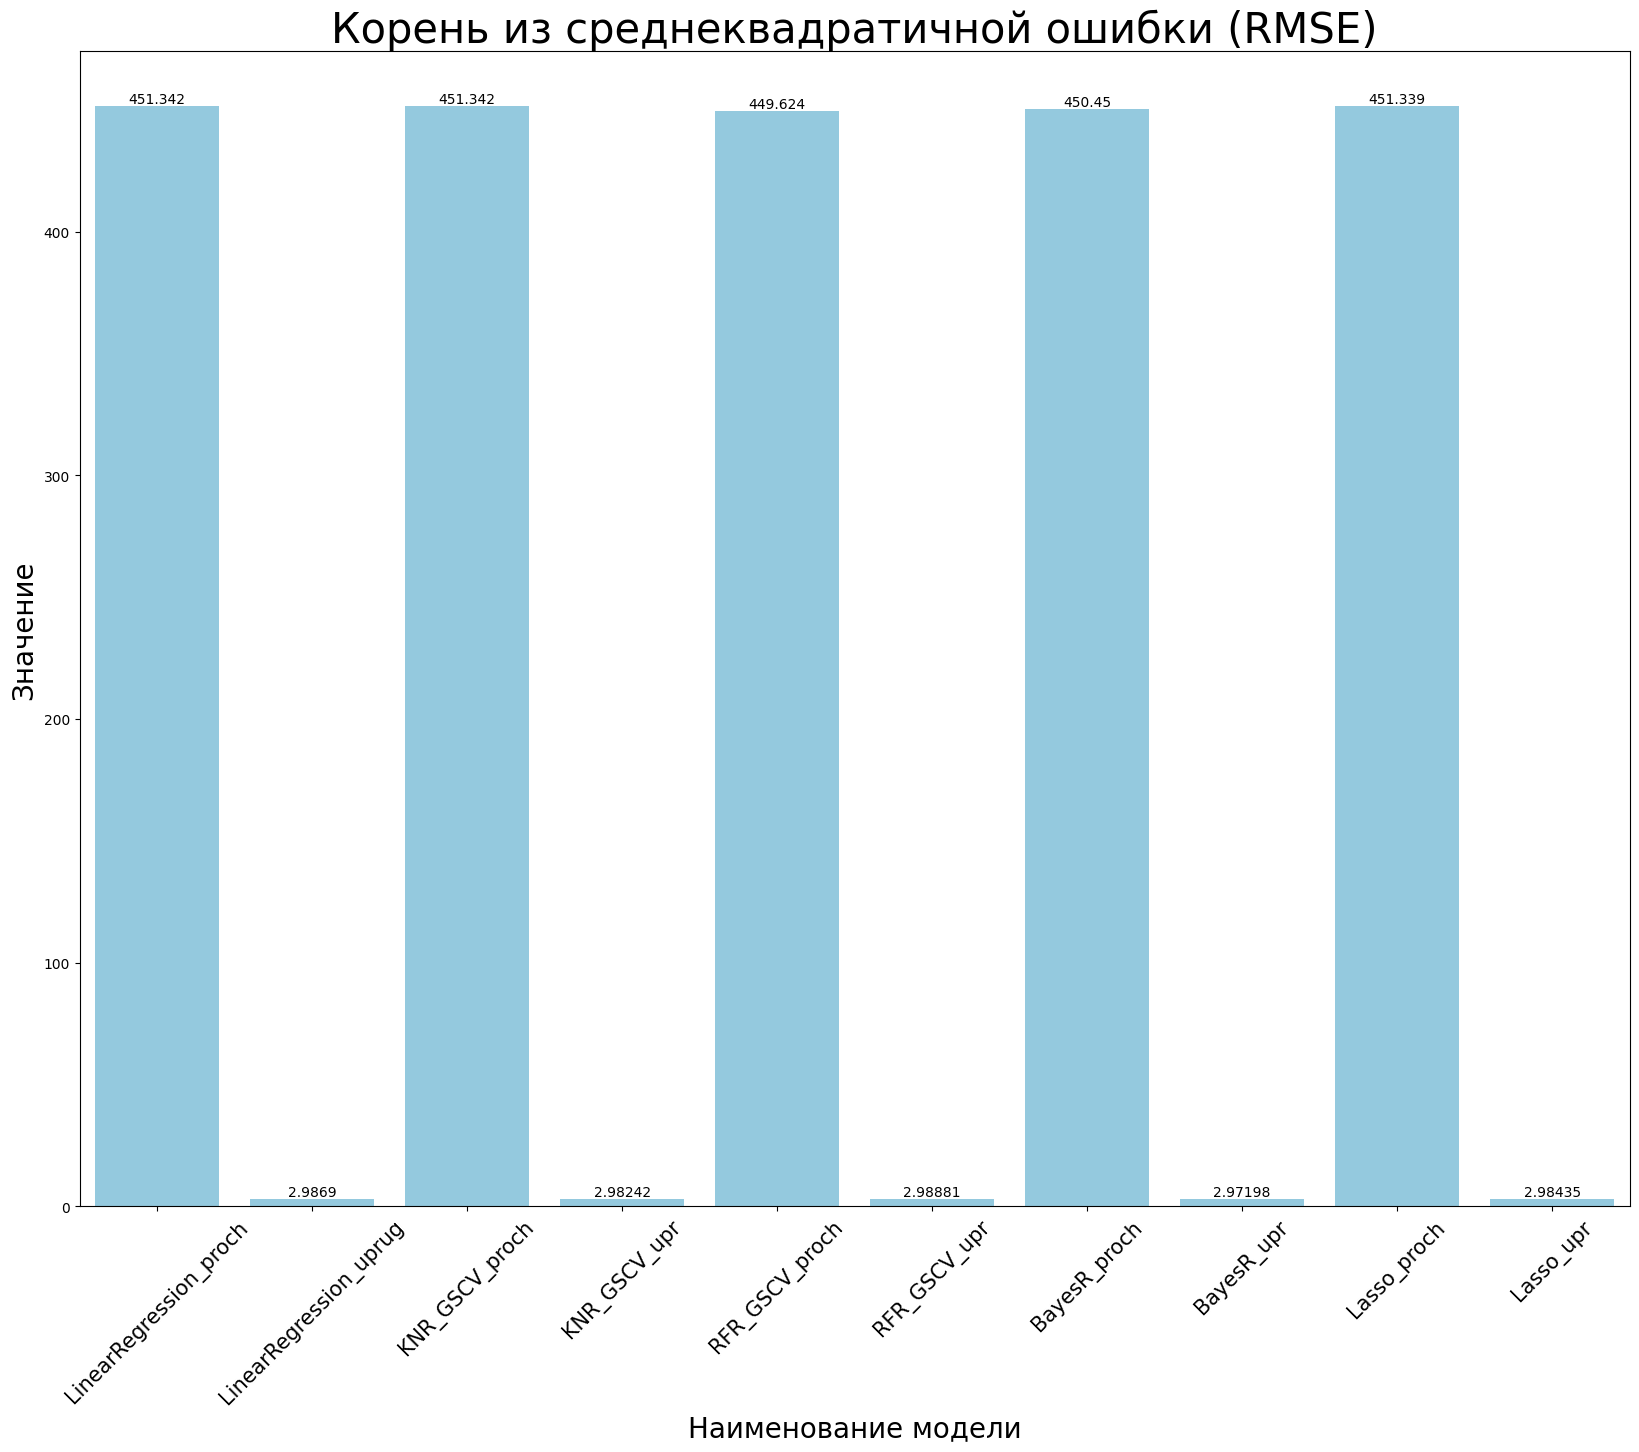 Корень из среднеквадратичной ошибки (RMSE)
451.342
451.342
449.624
450.45
451.339
400
300
200
100
0
Значение
2.9869
2.98242
2.98881
2.97198
2.98435
LinearRegression_proch
LinearRegression_uprug
KNR_GSCV_proch
KNR_GSCV_upr
RFR_GSCV_proch
RFR_GSCV_upr
BayesR_proch
BayesR_upr
Lasso_proch
Lasso_upr
Наименование модели